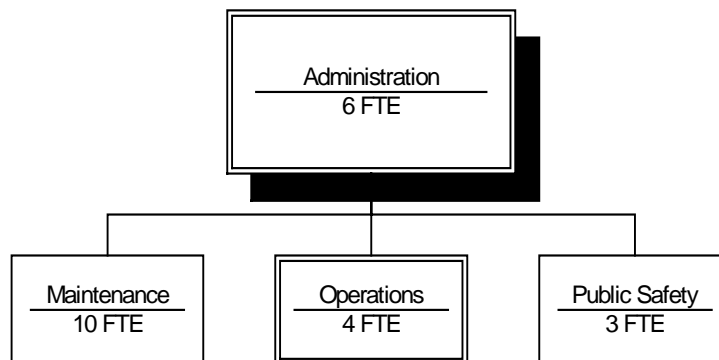 Administration
6 FTE
Maintenance
10 FTE
Operations
4 FTE
Public Safety
3 FTE